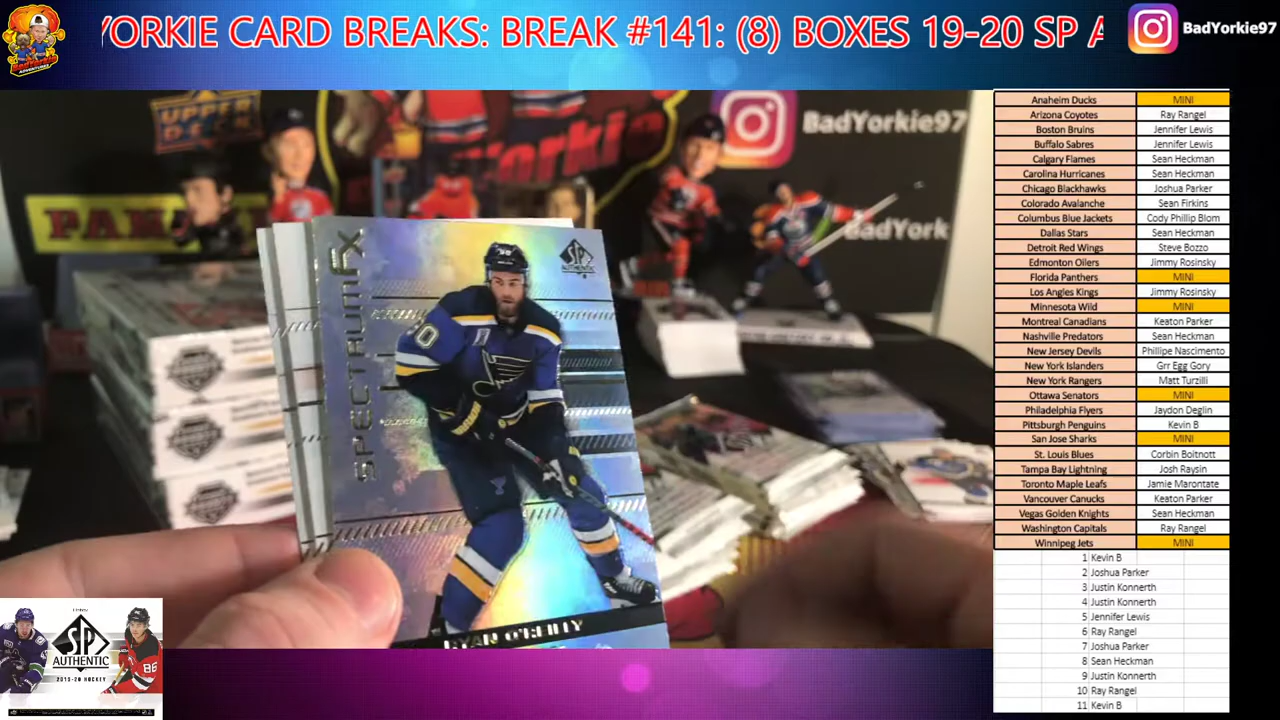 YORKIE CARD BREAKS: BREAK #141: (8) BOXES 19-20 SP A
BadYorkie97
UPPER DECK
BadYorkie97
BadYork
SPECTRUM FX
SP AUTHENTIC
RYAN O'REILLY
SP AUTHENTIC
2019-20 HOCKEY
Anaheim Ducks MINI
Arizona Coyotes Ray Rangel
Boston Bruins Jennifer Lewis
Buffalo Sabres Jennifer Lewis
Calgary Flames Sean Heckman
Carolina Hurricanes Sean Heckman
Chicago Blackhawks Joshua Parker
Colorado Avalanche Sean Firkins
Columbus Blue Jackets Cody Phillip Blom
Dallas Stars Sean Heckman
Detroit Red Wings Steve Bozzo
Edmonton Oilers Jimmy Rosinsky
Florida Panthers MINI
Los Angles Kings Jimmy Rosinsky
Minnesota Wild MINI
Montreal Canadians Keaton Parker
Nashville Predators Sean Heckman
New Jersey Devils Phillipe Nascimento
New York Islanders Grr Egg Gory
New York Rangers Matt Turzilli
Ottawa Senators MINI
Philadelphia Flyers Jaydon Deglin
Pittsburgh Penguins Kevin B
San Jose Sharks MINI
St. Louis Blues Corbin Boitnott
Tampa Bay Lightning Josh Raysin
Toronto Maple Leafs Jamie Marontate
Vancouver Canucks Keaton Parker
Vegas Golden Knights Sean Heckman
Washington Capitals Ray Rangel
Winnipeg Jets MINI
1 Kevin B
2 Joshua Parker
3 Justin Konnerth
4 Justin Konnerth
5 Jennifer Lewis
6 Ray Rangel
7 Joshua Parker
8 Sean Heckman
9 Justin Konnerth
10 Ray Rangel
11 Kevin B